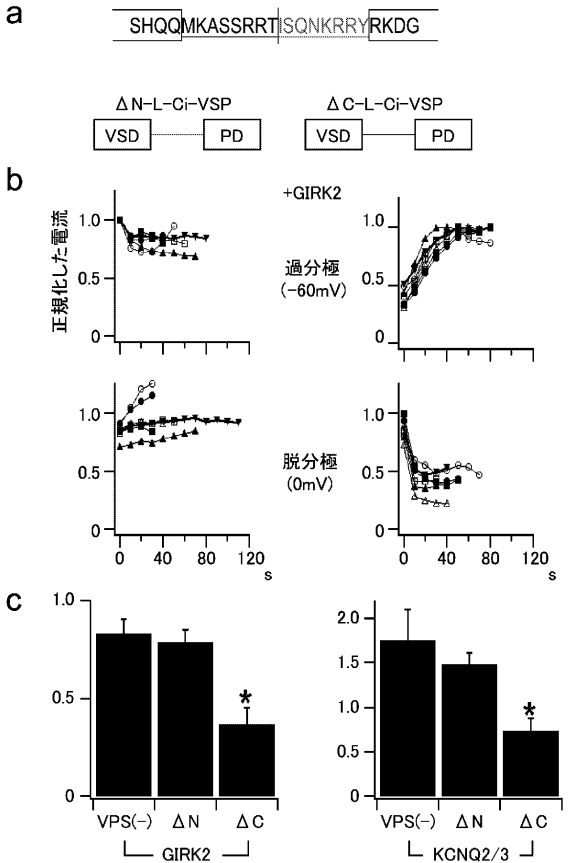 a
SHQQMKASSRRTISQNKRRYRKDG
ΔN-L-Ci-VSP
ΔC-L-Ci-VSP
VSD
PD
VSD
PD
b
+GIRK2
正規化した電流
1.0
0.5
0
過分極
(-60mV)
1.0
0.5
0
1.0
0.5
0
脱分極
(0mV)
1.0
0.5
0
0
40
80
120
s
0
40
80
120
s
c
1.0
0.5
0
VPS(-)
ΔN
ΔC
GIRK2
*
2.0
1.5
1.0
0.5
0
VPS(-)
ΔN
ΔC
KCNQ2/3
*